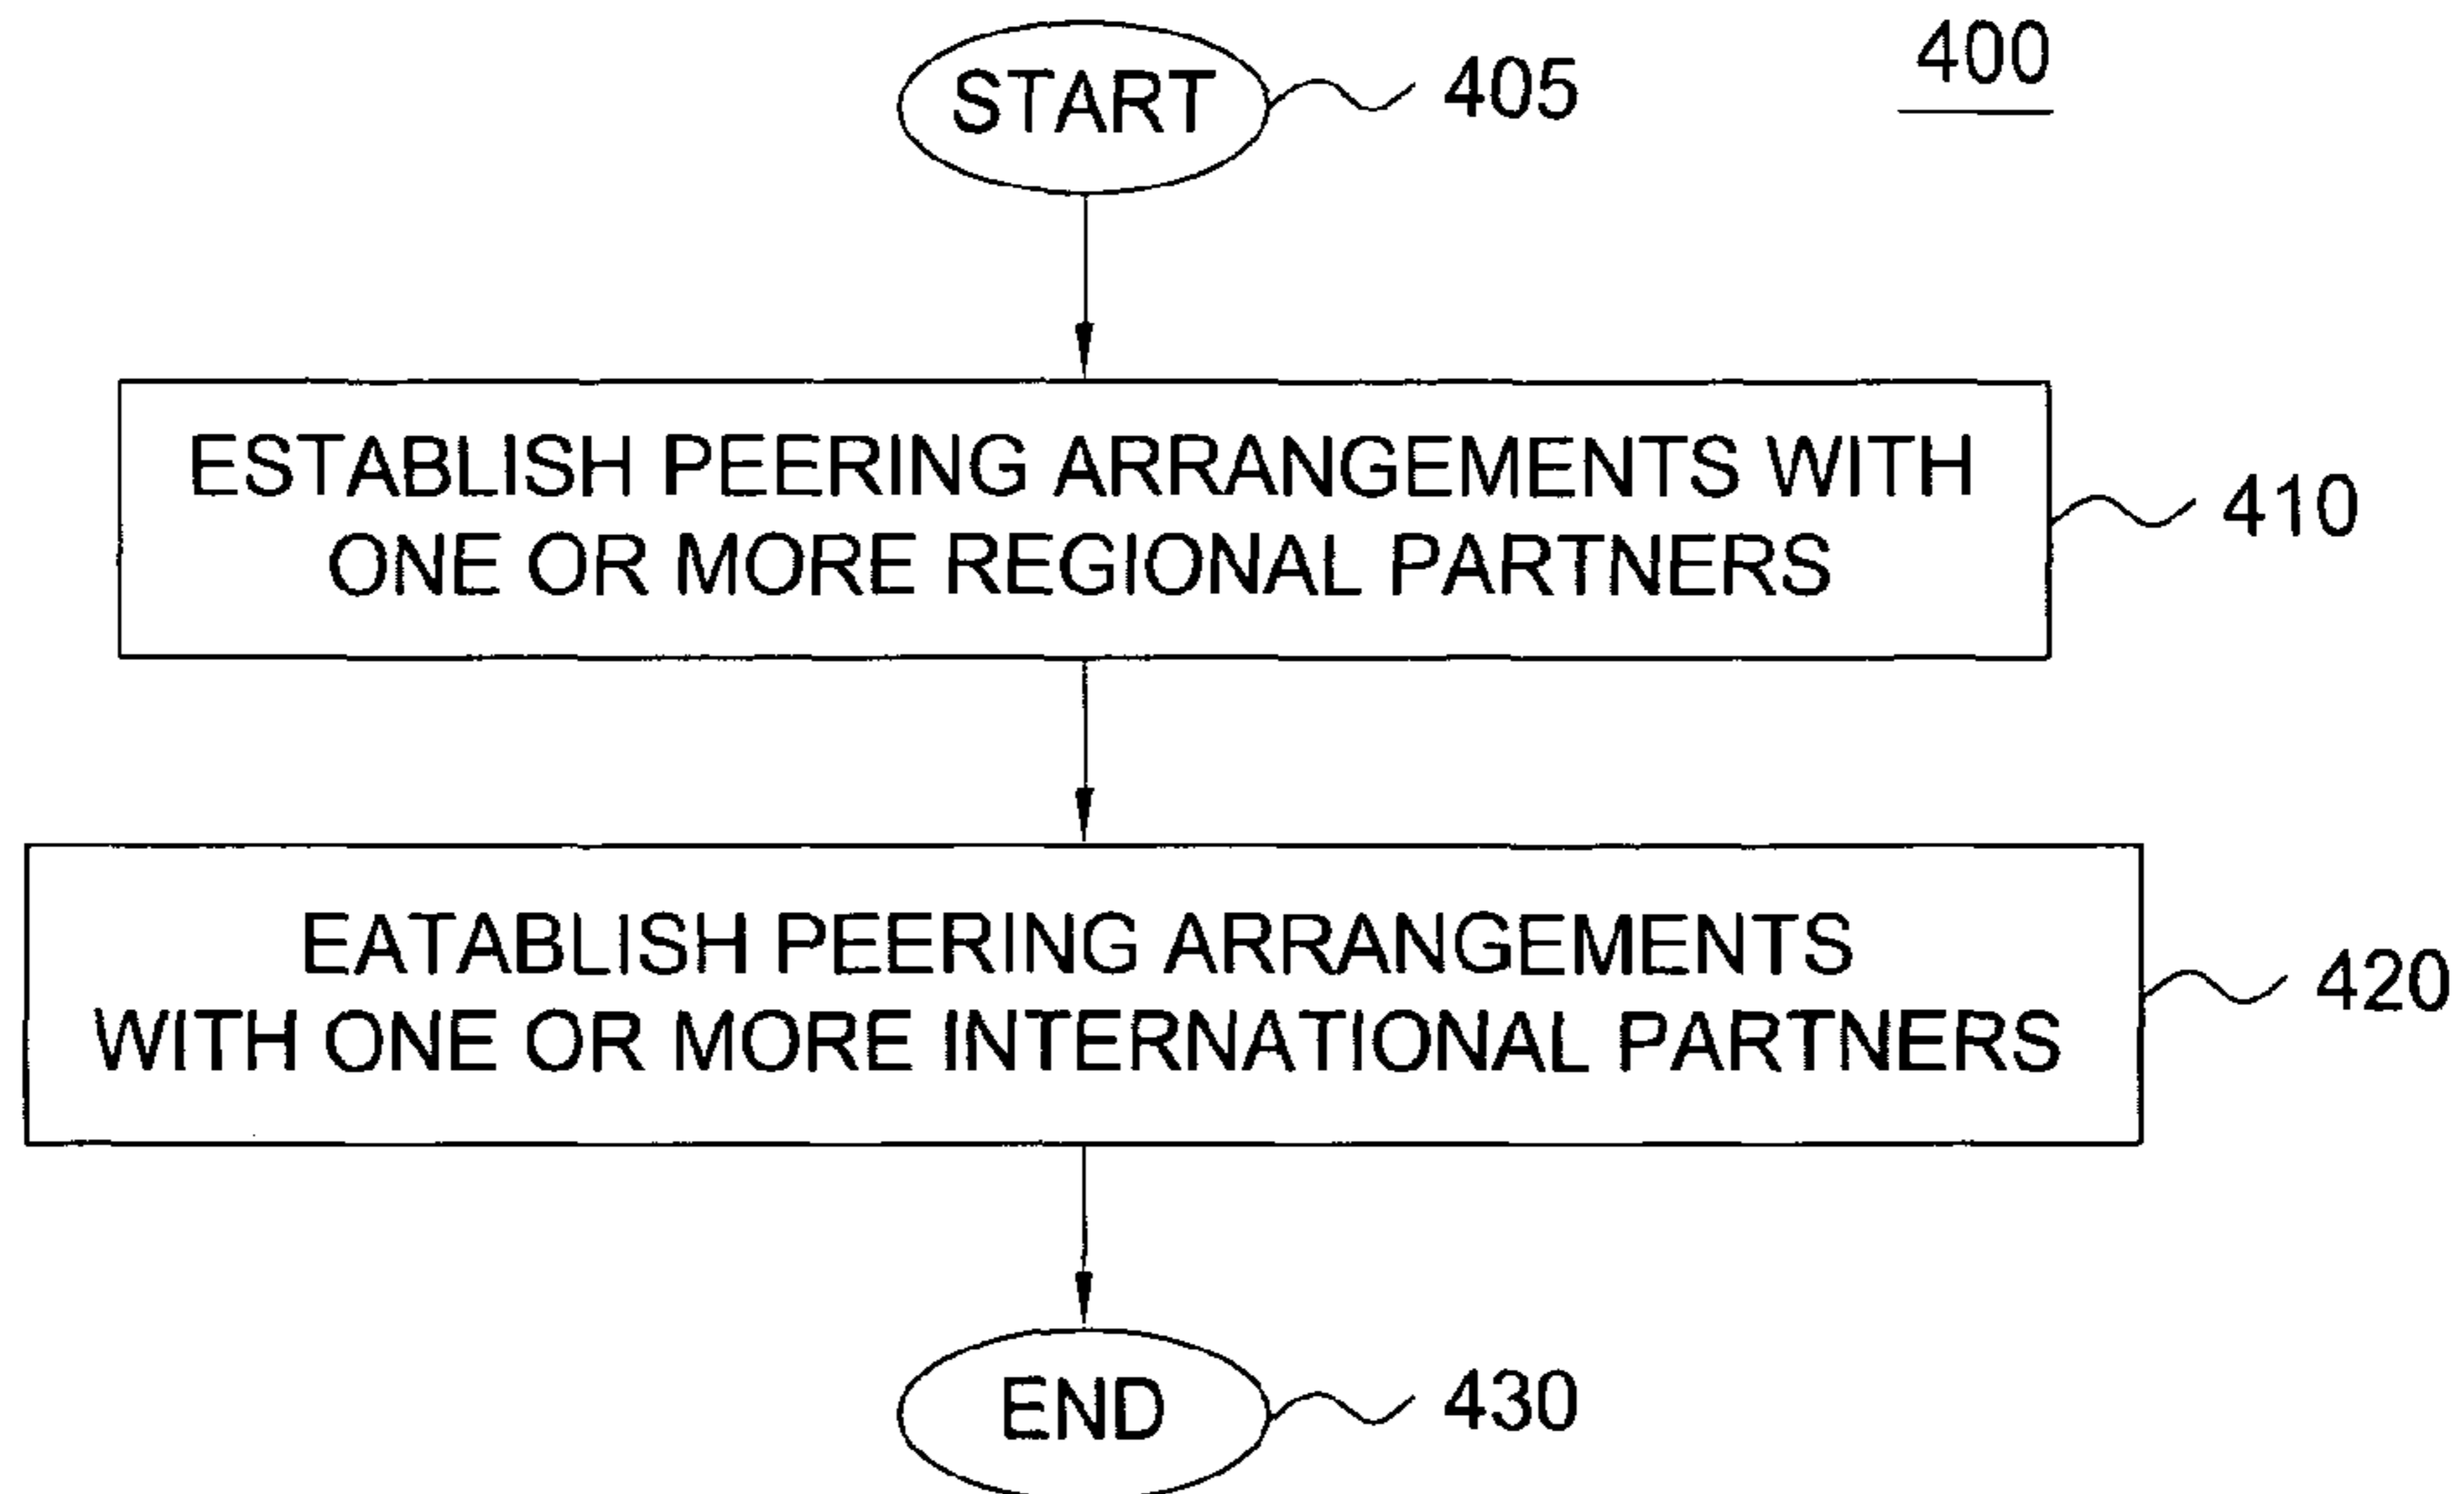 START
405
400
ESTABLISH PEERING ARRANGEMENTS WITH
ONE OR MORE REGIONAL PARTNERS
410
EATABLISH PEERING ARRANGEMENTS
WITH ONE OR MORE INTERNATIONAL PARTNERS
420
END
430